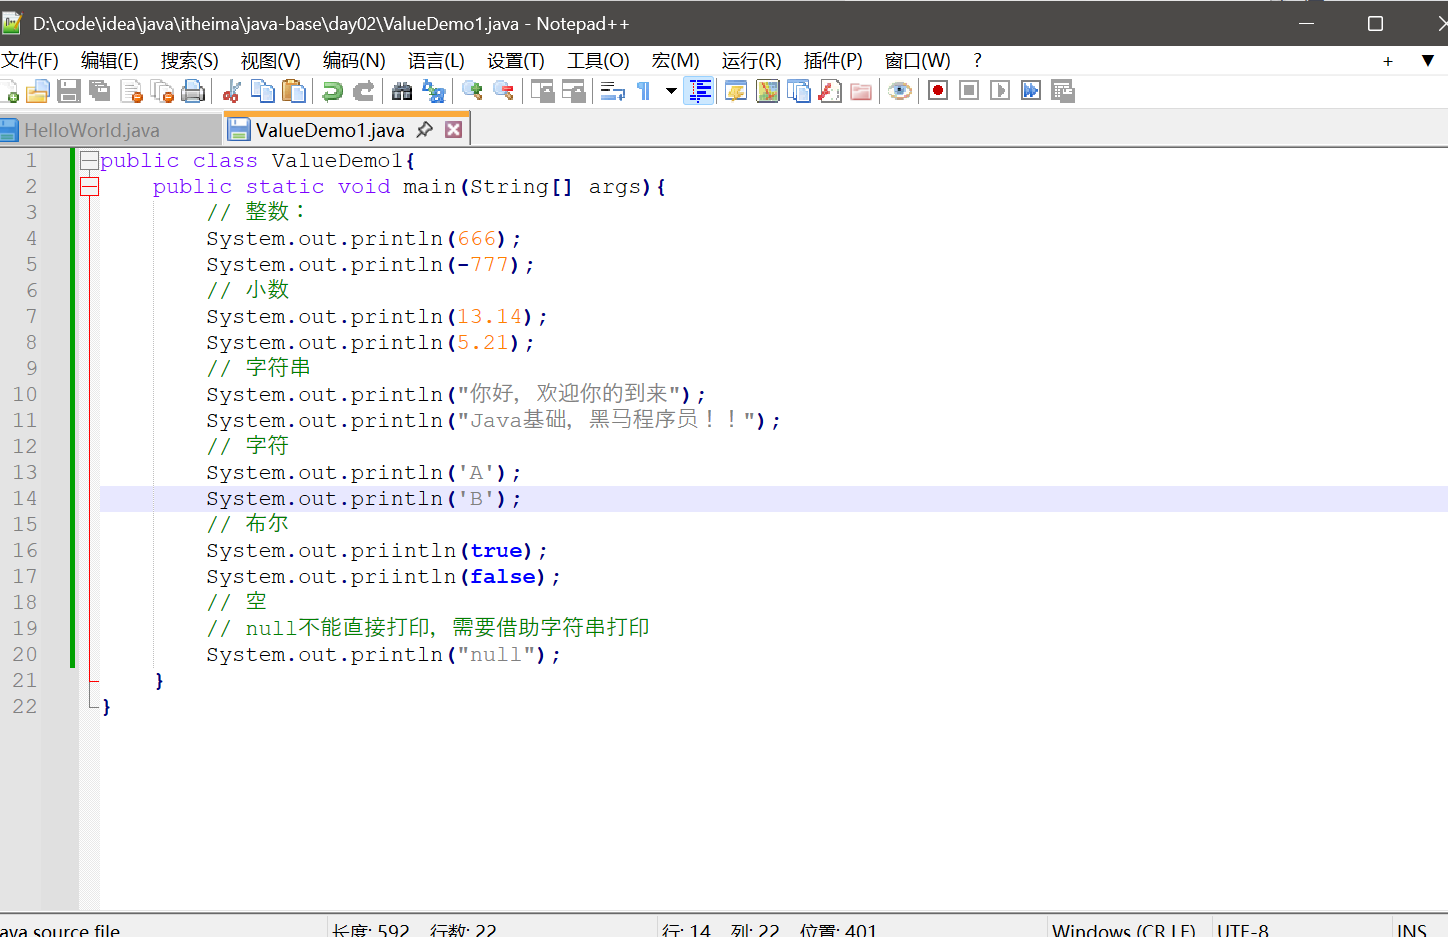 D:\code\idea\java\itheima\java-base\day02\ValueDemo1.java - Notepad++
文件(F) 编辑(E) 搜索(S) 视图(V) 编码(N) 语言(L) 设置(T) 工具(O) 宏(M) 运行(R) 插件(P) 窗口(W) ? + ▼
HelloWorld.java ValueDemo1.java
1 public class ValueDemo1{
2 public static void main(String[] args){
3 // 整数：
4 System.out.println(666);
5 System.out.println(-777);
6 // 小数
7 System.out.println(13.14);
8 System.out.println(5.21);
9 // 字符串
10 System.out.println("你好，欢迎你的到来");
11 System.out.println("Java基础，黑马程序员！！");
12 // 字符
13 System.out.println('A');
14 System.out.println('B');
15 // 布尔
16 System.out.priintln(true);
17 System.out.priintln(false);
18 // 空
19 // null不能直接打印，需要借助字符串打印
20 System.out.println("null");
21 }
22 }
ava source file 长度: 592 行数: 22 行: 14 列: 22 位置: 401 Windows (CR LF) UTF-8 INS